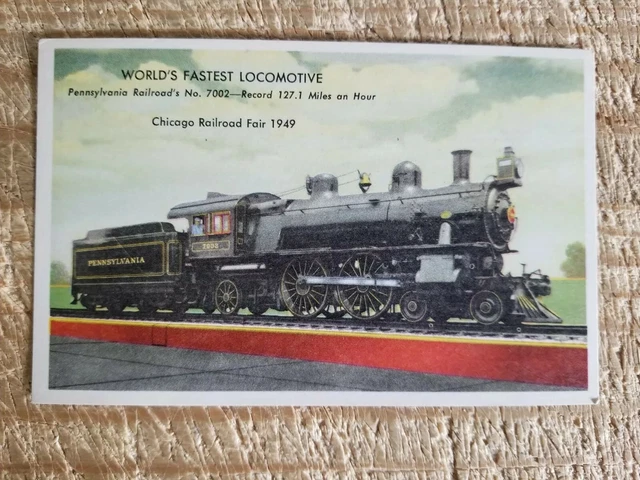 WORLD'S FASTEST LOCOMOTIVE
Pennsylvania Railroad's No. 7002—Record 127.1 Miles an Hour
Chicago Railroad Fair 1949
7002
PENNSYLVANIA